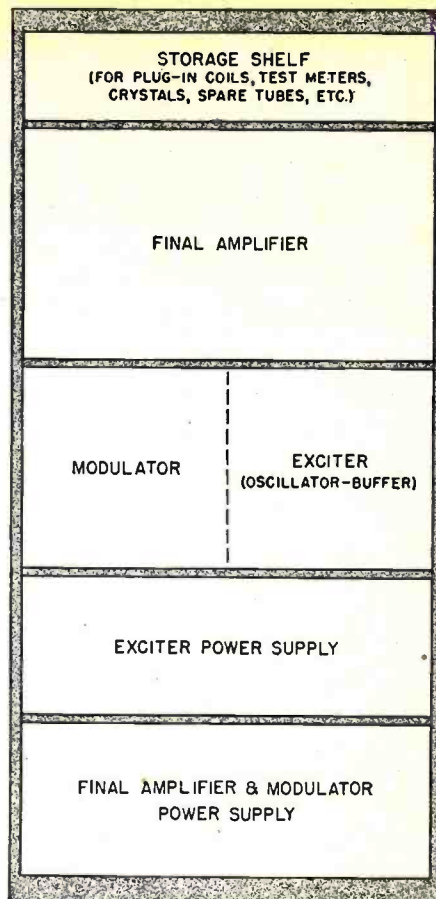 STORAGE SHELF
(FOR PLUG-IN COILS, TEST METERS,
CRYSTALS, SPARE TUBES, ETC.)
FINAL AMPLIFIER
MODULATOR
EXCITER
(OSCILLATOR-BUFFER)
EXCITER POWER SUPPLY
FINAL AMPLIFIER & MODULATOR
POWER SUPPLY